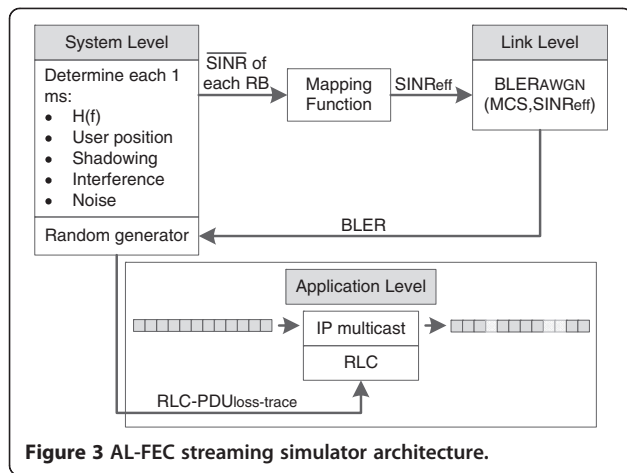 System Level
Determine each 1
ms:
• H(f)
• User position
• Shadowing
• Interference
• Noise
Random generator
SINR of
each RB
Mapping
Function
SINReff
Link Level
BLERAWGN
(MCS,SINReff)
BLER
Application Level
IP multicast
RLC
RLC-PDUloss-trace
Figure 3 AL-FEC streaming simulator architecture.